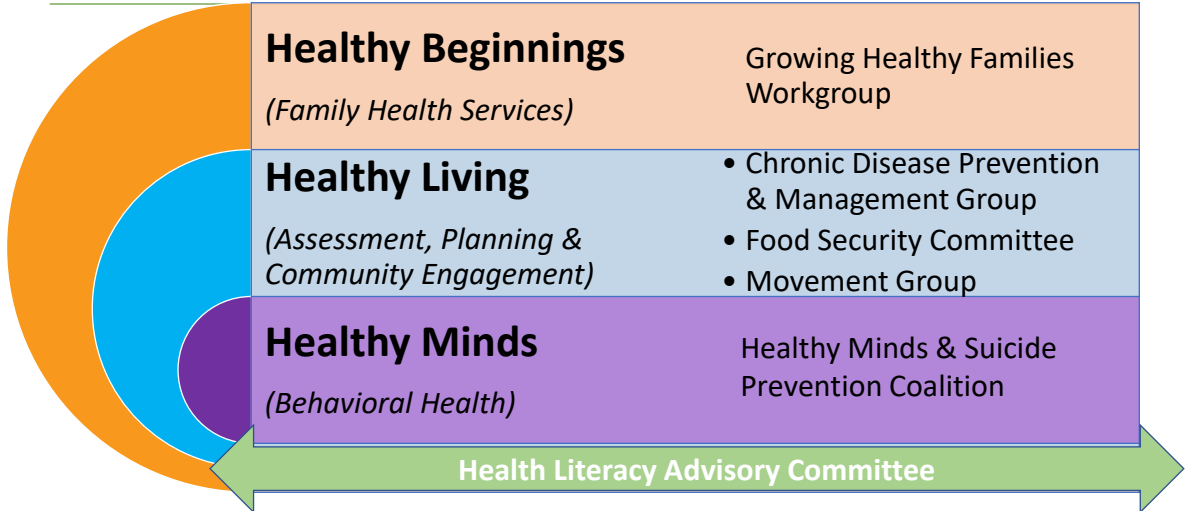 Healthy Beginnings
(Family Health Services)
Growing Healthy Families
Workgroup
Healthy Living
(Assessment, Planning &
Community Engagement)
• Chronic Disease Prevention
& Management Group
• Food Security Committee
• Movement Group
Healthy Minds
(Behavioral Health)
Healthy Minds & Suicide
Prevention Coalition
Health Literacy Advisory Committee